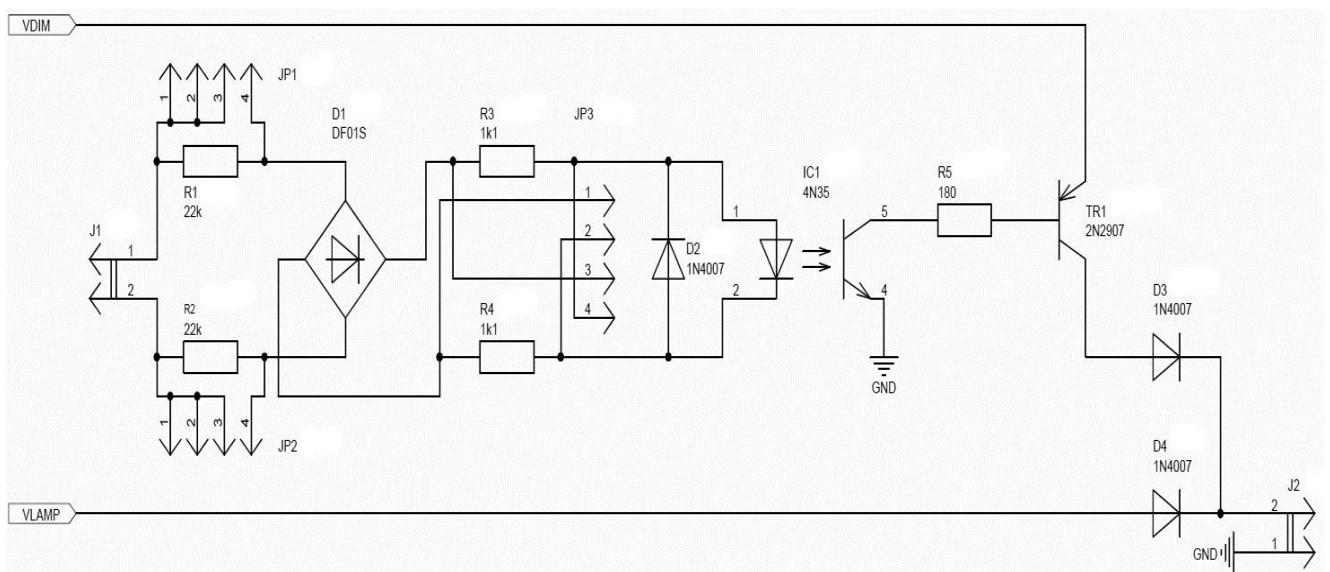 VDIM
JP1
1
2
3
4
D1
DF01S
R3
1k1
JP3
R1
22k
IC1
4N35
R5
180
J1
1
2
1
2
3
4
1
2
D2
1N4007
5
4
TR1
2N2907
R2
22k
R4
1k1
D3
1N4007
GND
1
2
3
4
JP2
D4
1N4007
VLAMP
J2
2
1
GND